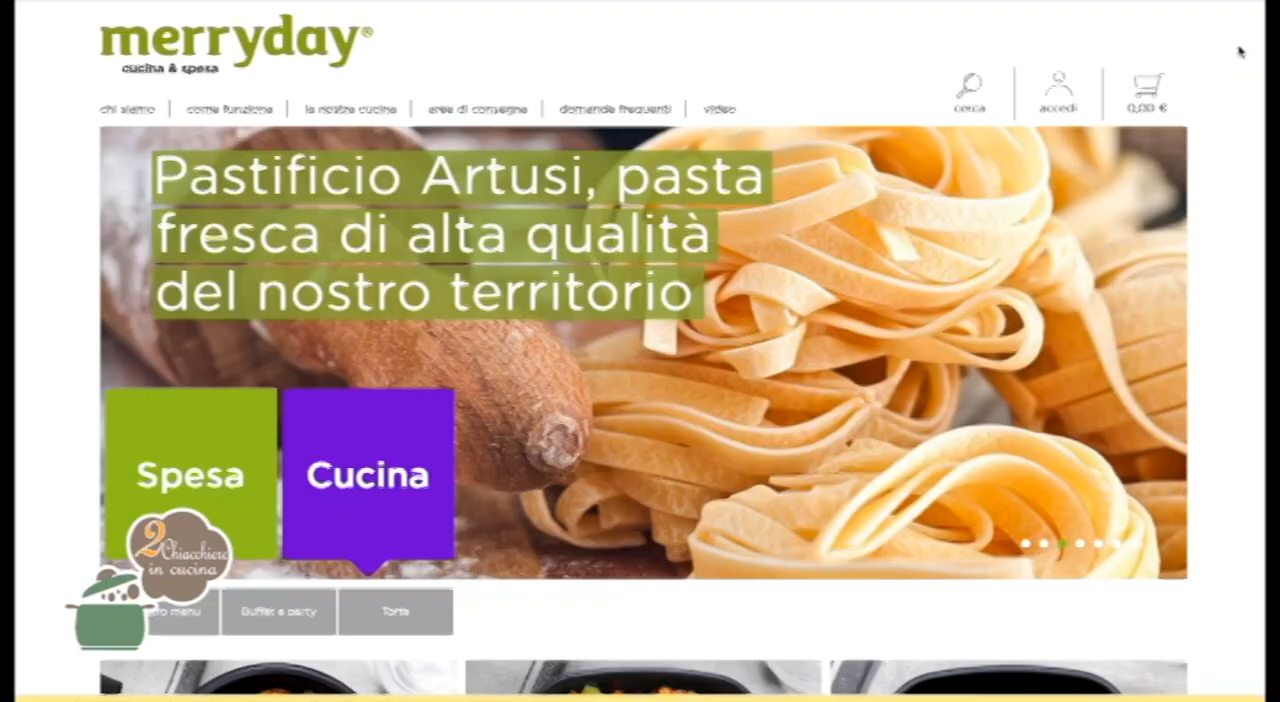 merryday®
cucina & spesa
chi siamo
come funziona
la nostra cucina
aree di consegna
domande frequenti
video
cerca
accedi
0,00 €
Pastificio Artusi, pasta
fresca di alta qualità
del nostro territorio
Spesa
Cucina
2
Chiacchiere
in cucina
menu
Buffet e party
Torte